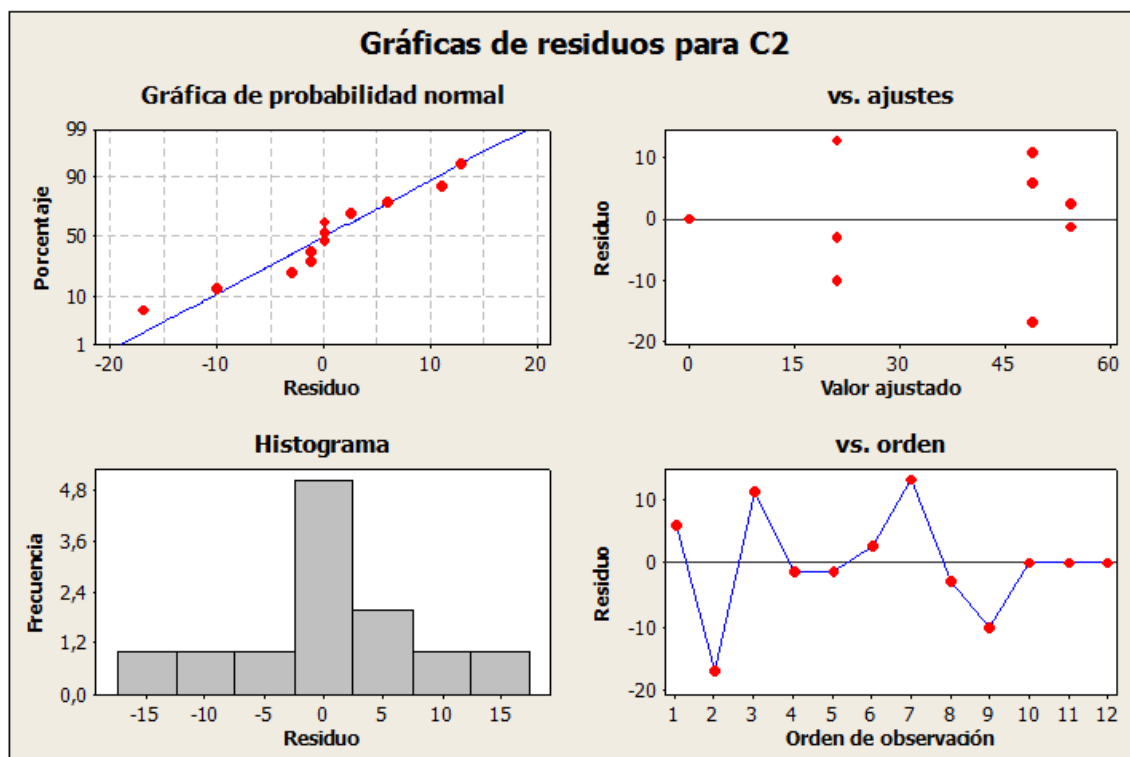 Gráficas de residuos para C2
Gráfica de probabilidad normal
99
90
50
10
1
Porcentaje
-20 -10 0 10 20
Residuo
vs. ajustes
10
0
-10
-20
Residuo
0 15 30 45 60
Valor ajustado
Histograma
4,8
3,6
2,4
1,2
0,0
Frecuencia
-15 -10 -5 0 5 10 15
Residuo
vs. orden
10
0
-10
-20
Residuo
1 2 3 4 5 6 7 8 9 10 11 12
Orden de observación